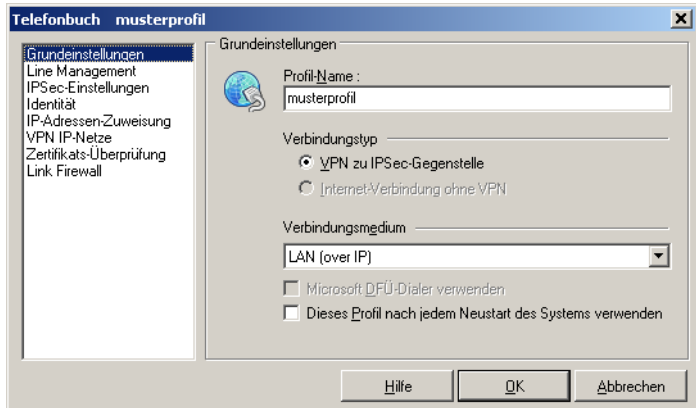 Telefonbuch musterprofil
Grundeinstellungen
Line Management
IPSec-Einstellungen
Identität
IP-Adressen-Zuweisung
VPN IP-Netze
Zertifikats-Überprüfung
Link Firewall
Grundeinstellungen
Profil-Name :
musterprofil
Verbindungstyp
VPN zu IPSec-Gegenstelle
Internet-Verbindung ohne VPN
Verbindungsmedium
LAN (over IP)
Microsoft DFÜ-Dialer verwenden
Dieses Profil nach jedem Neustart des Systems verwenden
Hilfe
OK
Abbrechen